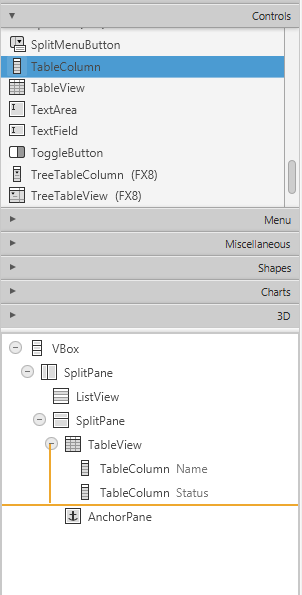 Controls
SplitMenuButton
TableColumn
TableView
TextArea
TextField
ToggleButton
TreeTableColumn (FX8)
TreeTableView (FX8)
Menu
Miscellaneous
Shapes
Charts
3D
VBox
SplitPane
ListView
SplitPane
TableView
TableColumn Name
TableColumn Status
AnchorPane